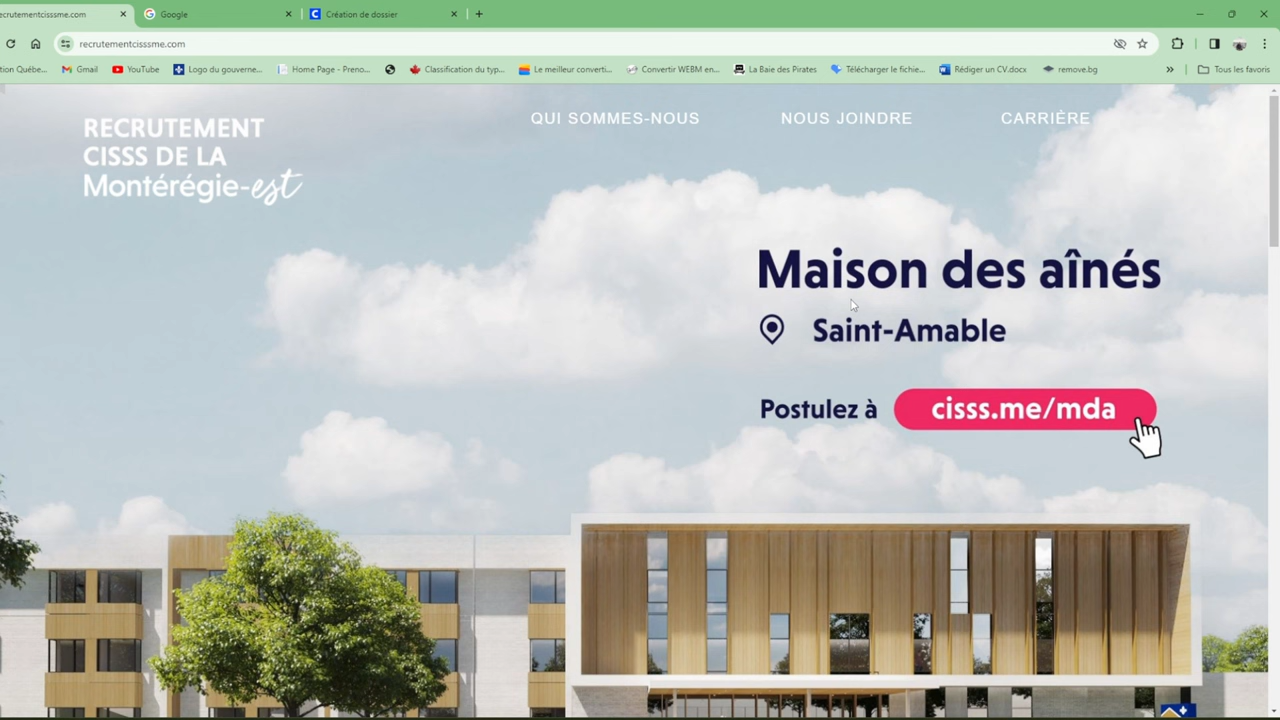 ecrutementcisssme.com
Google
Création de dossier
recrutementcisssme.com
tion Québe...
Gmail
YouTube
Logo du gouverne...
Home Page - Preno...
Classification du typ...
Le meilleur converti...
Convertir WEBM en...
La Baie des Pirates
Télécharger le fichie...
Rédiger un CV.docx
remove.bg
Tous les favoris
RECRUTEMENT
CISSS DE LA
Montérégie-est
QUI SOMMES-NOUS
NOUS JOINDRE
CARRIÈRE
Maison des aînés
Saint-Amable
Postulez à cisss.me/mda